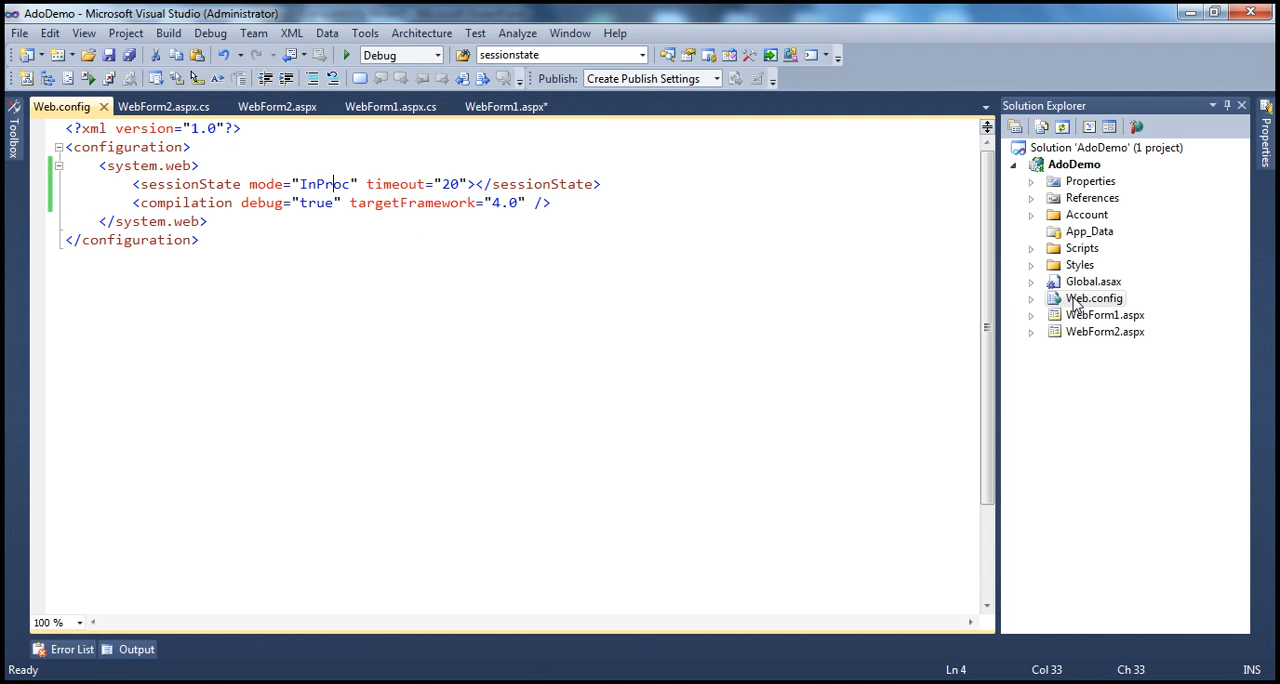 AdoDemo - Microsoft Visual Studio (Administrator)
File Edit View Project Build Debug Team XML Data Tools Architecture Test Analyze Window Help
Debug sessionstate
Publish: Create Publish Settings
Web.config WebForm2.aspx.cs WebForm2.aspx WebForm1.aspx.cs WebForm1.aspx*
Solution Explorer
Toolbox
Properties
<?xml version="1.0"?>
<configuration>
<system.web>
<sessionState mode="InProc" timeout="20"></sessionState>
<compilation debug="true" targetFramework="4.0" />
</system.web>
</configuration>
Solution 'AdoDemo' (1 project)
AdoDemo
Properties
References
Account
App_Data
Scripts
Styles
Global.asax
Web.config
WebForm1.aspx
WebForm2.aspx
100 %
Error List Output
Ready Ln 4 Col 33 Ch 33 INS